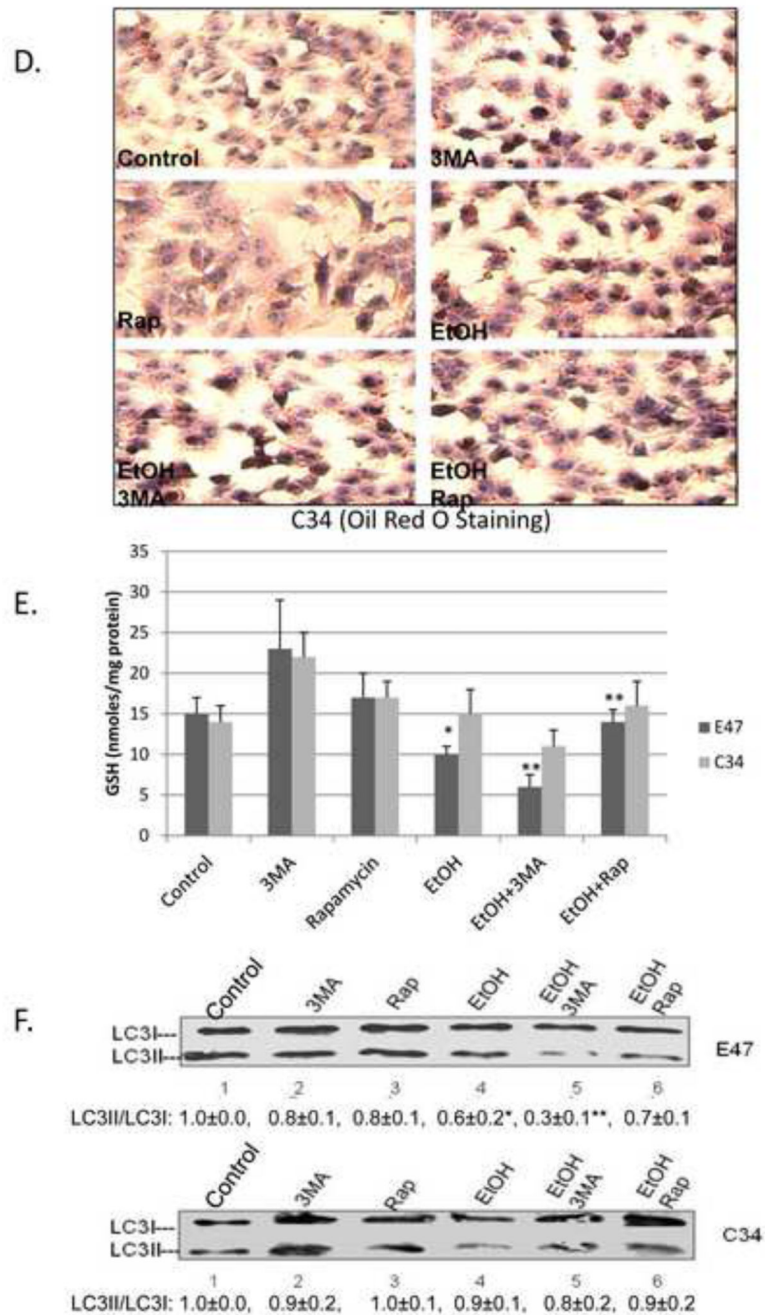 D.
Control
3MA
Rap
EtOH
EtOH
3MA
EtOH
Rap
C34 (Oil Red O Staining)
E.
GSH (nmoles/mg protein)
35
30
25
20
15
10
5
0
*
**
**
E47
C34
Control
3MA
Rapamycin
EtOH
EtOH+3MA
EtOH+Rap
F.
Control
3MA
Rap
EtOH
EtOH
3MA
EtOH
Rap
LC3I---
LC3II---
E47
1 2 3 4 5 6
LC3II/LC3I: 1.0±0.0, 0.8±0.1, 0.8±0.1, 0.6±0.2*, 0.3±0.1**, 0.7±0.1
Control
3MA
Rap
EtOH
EtOH
3MA
EtOH
Rap
LC3I---
LC3II---
C34
1 2 3 4 5 6
LC3II/LC3I: 1.0±0.0, 0.9±0.2, 1.0±0.1, 0.9±0.1, 0.8±0.2, 0.9±0.2